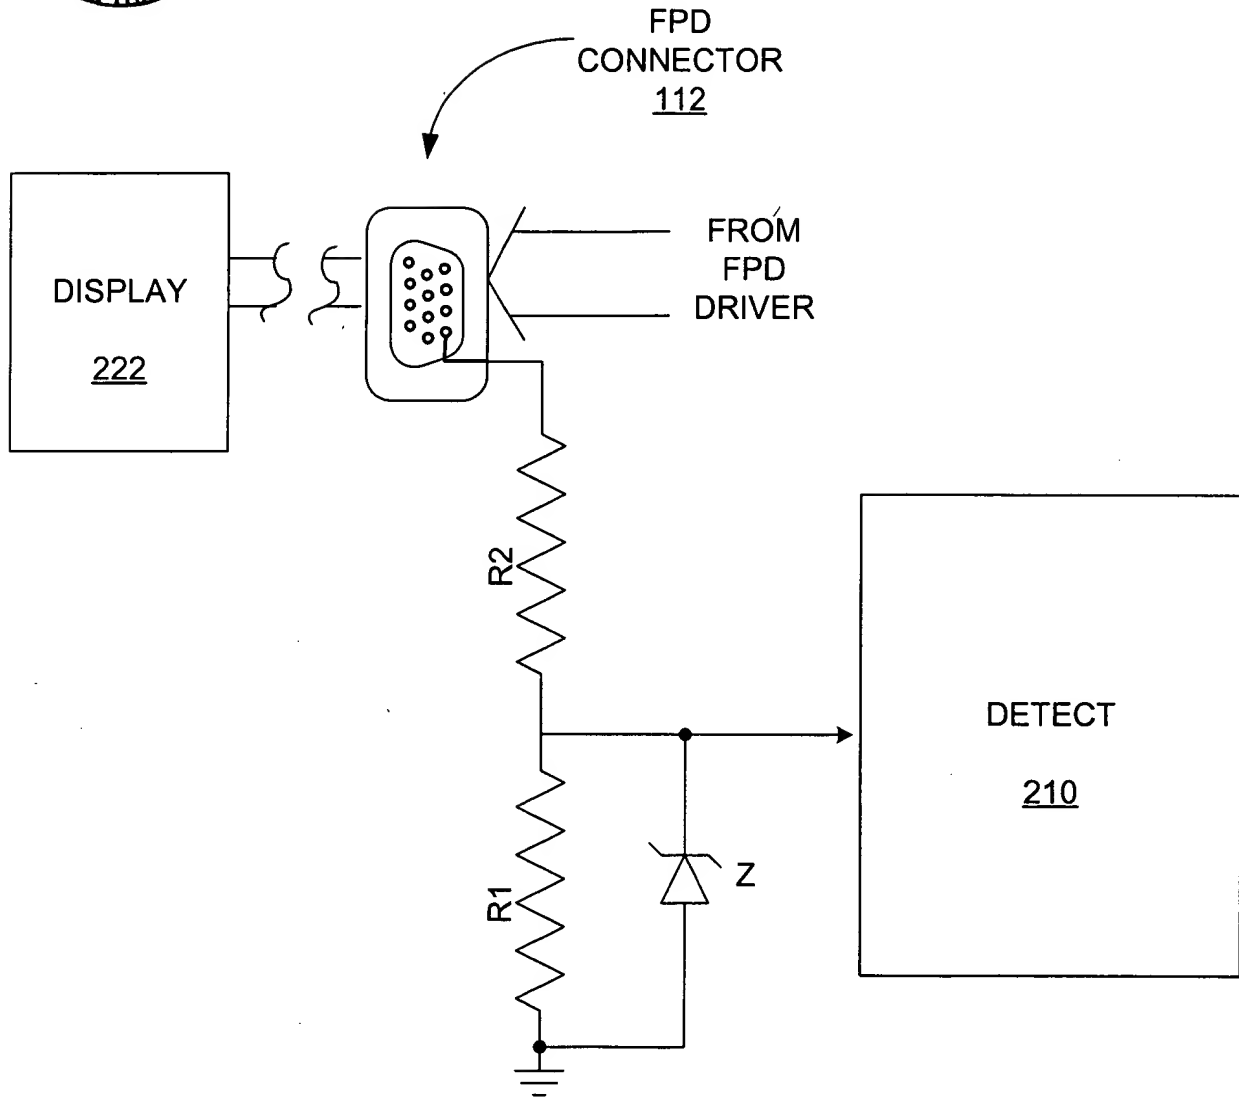 FPD
CONNECTOR
112
DISPLAY
222
FROM
FPD
DRIVER
R2
DETECT
210
R1
Z